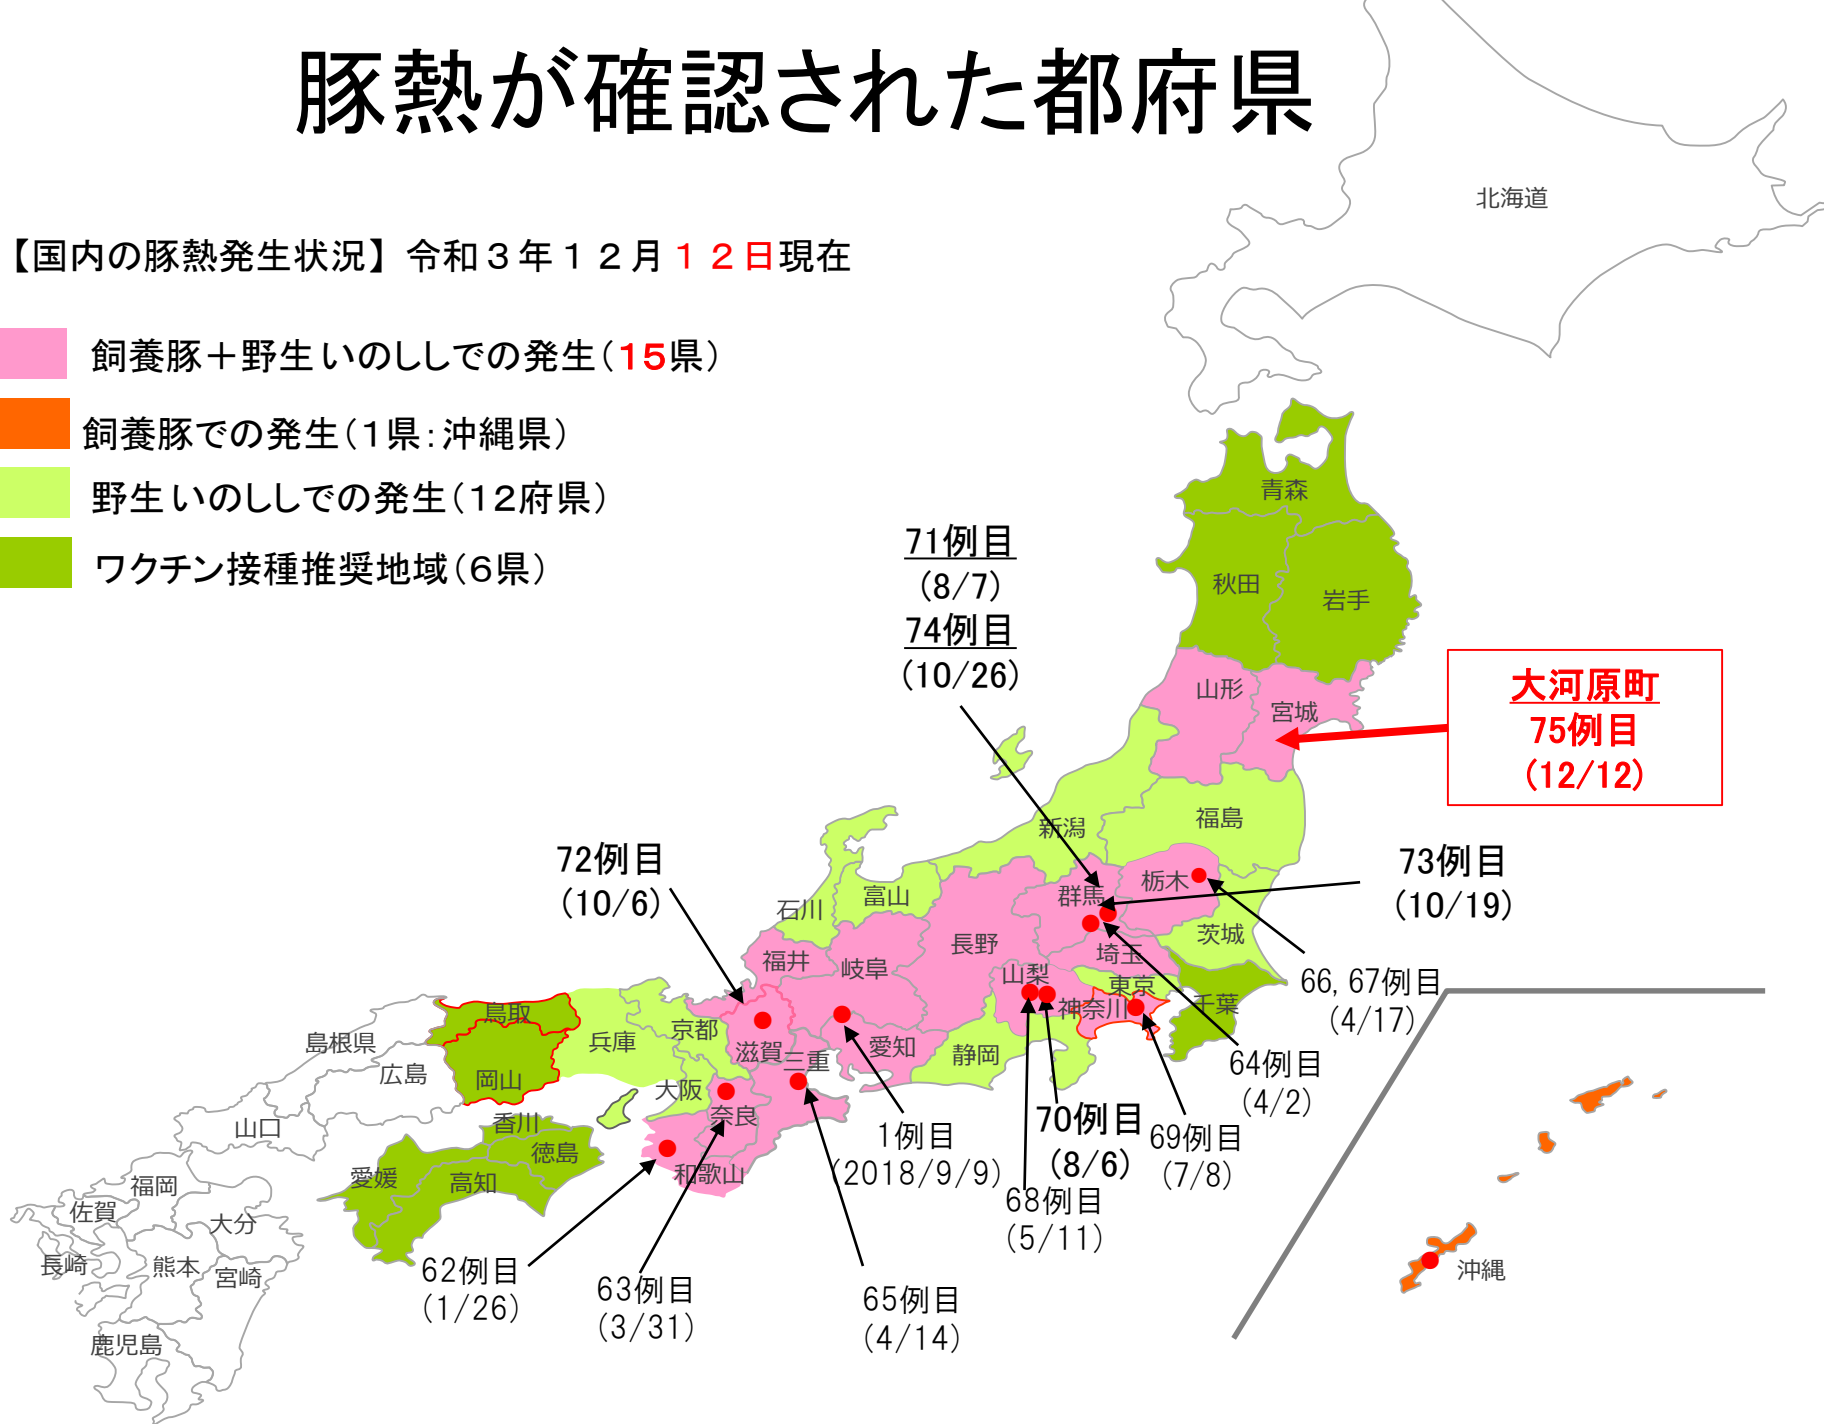 豚熱が確認された都府県
【国内の豚熱発生状況】令和３年１２月１２日現在
飼養豚＋野生いのししでの発生（15県）
飼養豚での発生（１県：沖縄県）
野生いのししでの発生（１２府県）
ワクチン接種推奨地域（６県）
北海道
青森
秋田
岩手
山形
宮城
大河原町
75例目
(12/12)
71例目
(8/7)
74例目
(10/26)
新潟
福島
72例目
(10/6)
73例目
(10/19)
石川
富山
群馬
栃木
茨城
福井
岐阜
長野
埼玉
山梨
東京
神奈川
千葉
66,67例目
(4/17)
鳥取
島根県
兵庫
京都
滋賀
三重
愛知
静岡
64例目
(4/2)
広島
岡山
大阪
奈良
山口
香川
徳島
愛媛
高知
和歌山
1例目
(2018/9/9)
70例目
(8/6)
69例目
(7/8)
68例目
(5/11)
福岡
佐賀
大分
長崎
熊本
宮崎
鹿児島
62例目
(1/26)
63例目
(3/31)
65例目
(4/14)
沖縄